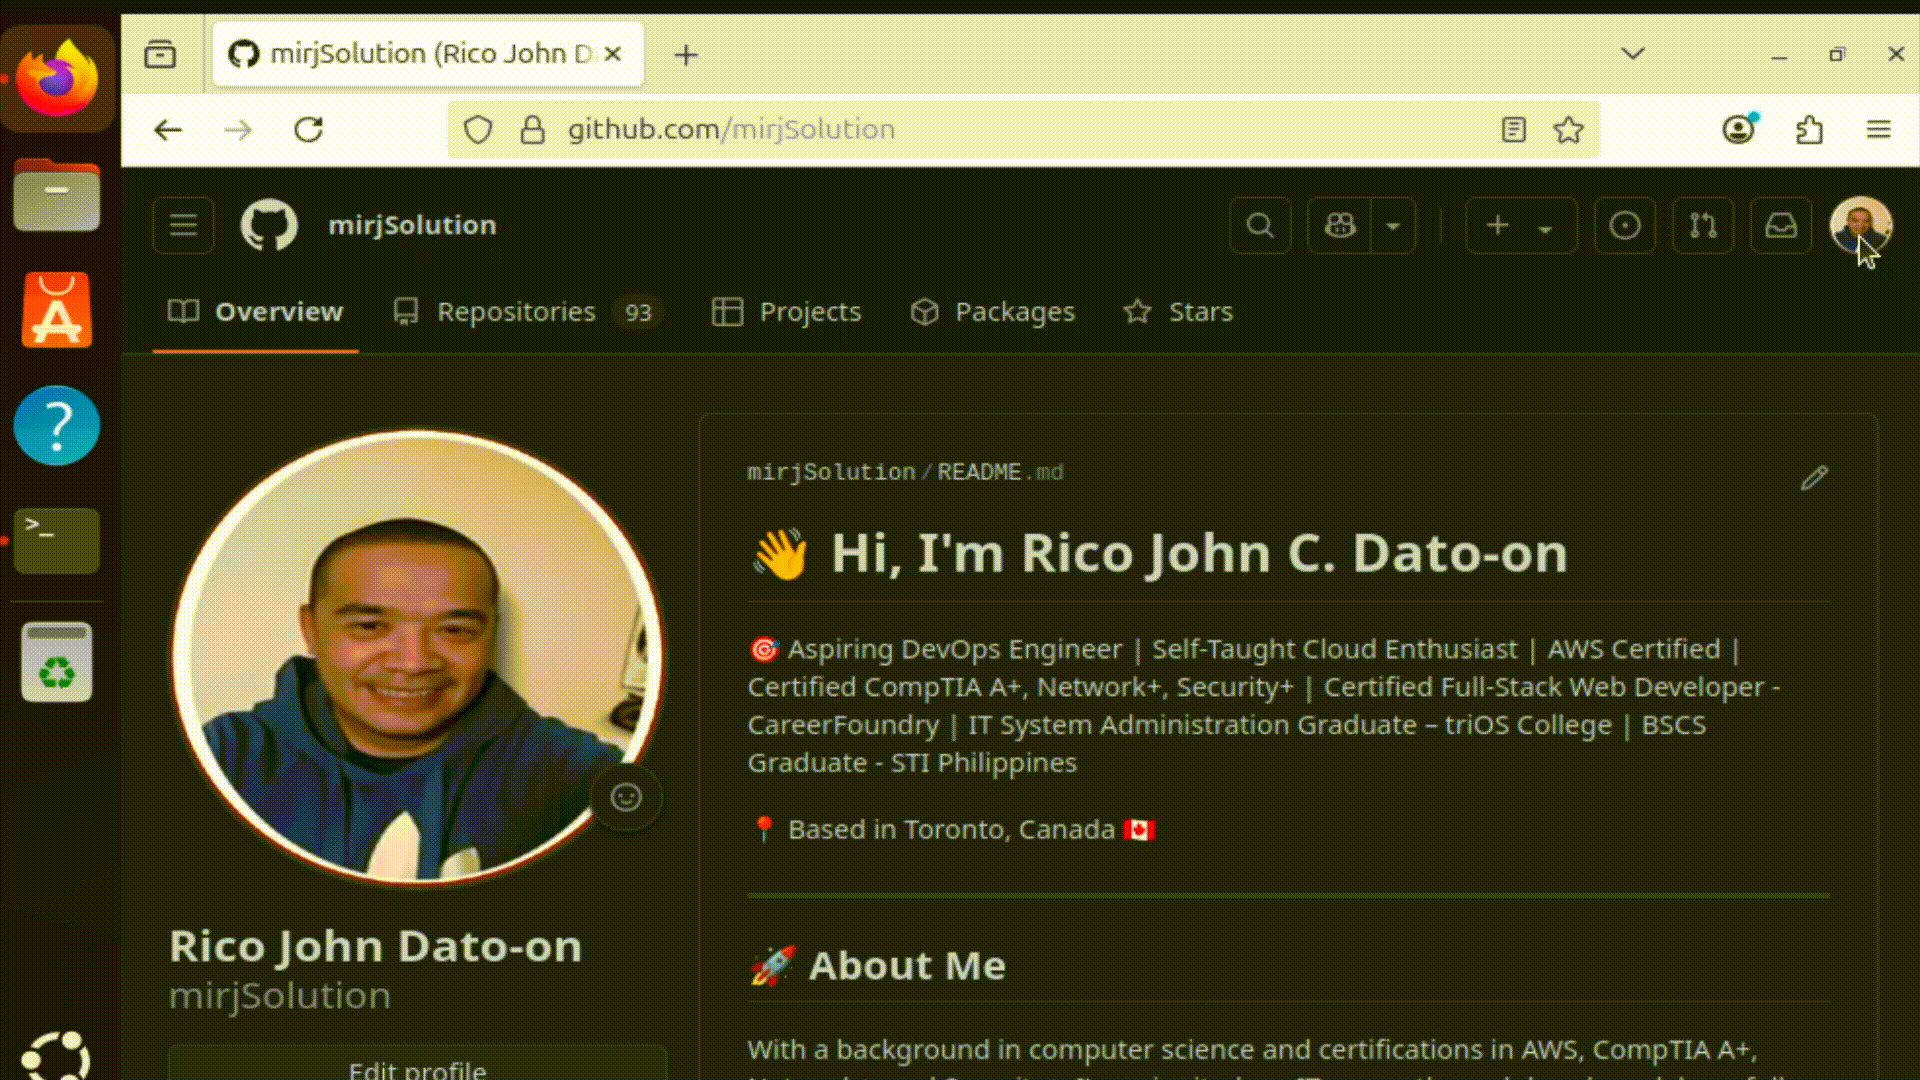 mirjSolution (Rico John D
github.com/mirjSolution
mirjSolution
Overview
Repositories 93
Projects
Packages
Stars
mirjSolution/README.md
👋 Hi, I'm Rico John C. Dato-on
🎯 Aspiring DevOps Engineer | Self-Taught Cloud Enthusiast | AWS Certified |
Certified CompTIA A+, Network+, Security+ | Certified Full-Stack Web Developer -
CareerFoundry | IT System Administration Graduate – triOS College | BSCS
Graduate - STI Philippines
📍 Based in Toronto, Canada 🇨🇦
Rico John Dato-on
mirjSolution
Edit profile
🚀 About Me
With a background in computer science and certifications in AWS, CompTIA A+,